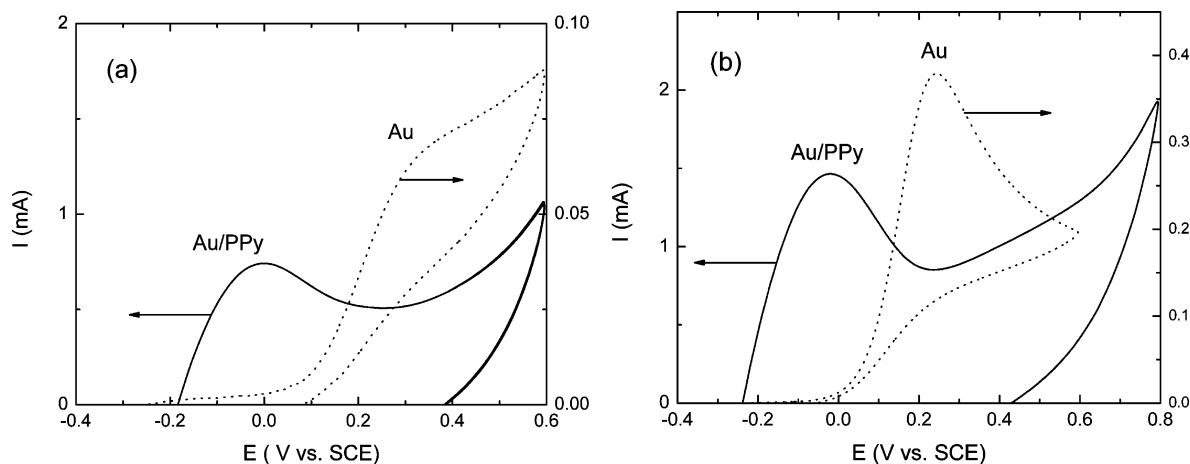 (a)
I (mA)
2
1
0
0.10
0.05
0.00
Au
Au/PPy
-0.4 -0.2 0.0 0.2 0.4 0.6
E ( V vs. SCE)
(b)
I (mA)
2
1
0
0.4
0.3
0.2
0.1
0.0
Au
Au/PPy
-0.4 -0.2 0.0 0.2 0.4 0.6 0.8
E (V vs. SCE)